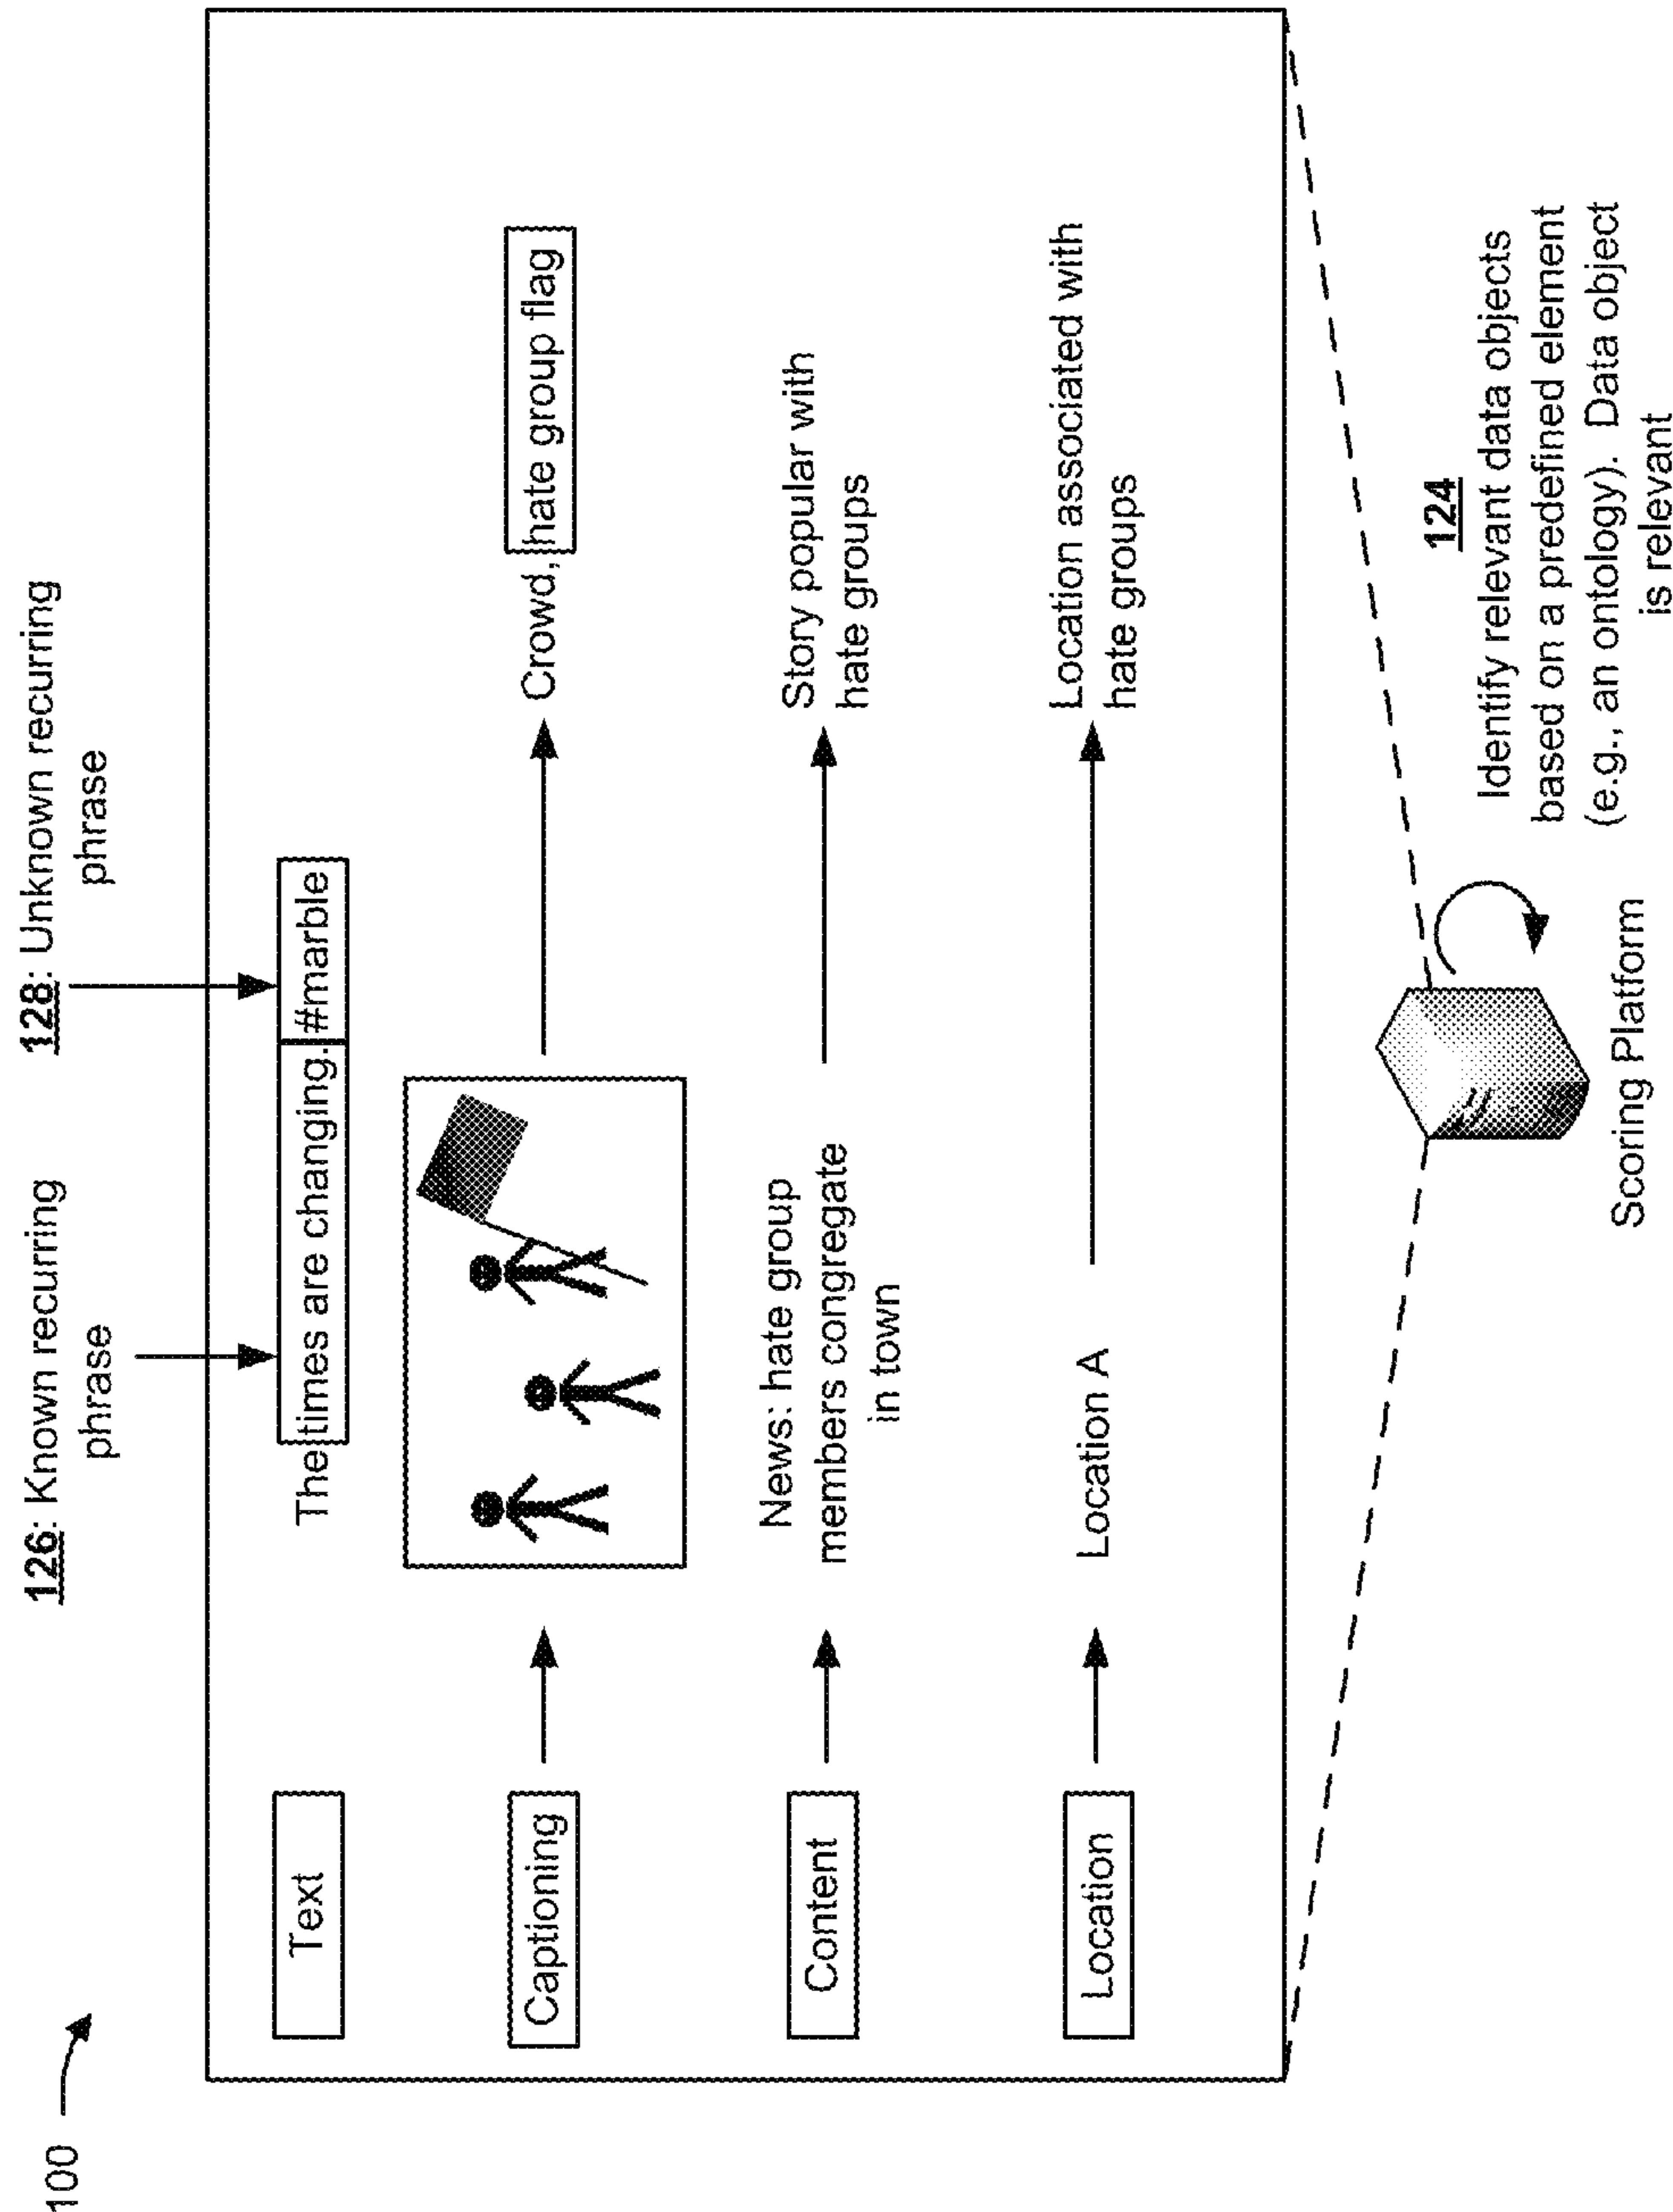 100
126: Known recurring
phrase
128: Unknown recurring
phrase
Text
The times are changing. #marble
Captioning
Crowd, hate group flag
Content
News: hate group
members congregate
in town
Story popular with
hate groups
Location
Location A
Location associated with
hate groups
Scoring Platform
124
Identify relevant data objects
based on a predefined element
(e.g., an ontology). Data object
is relevant